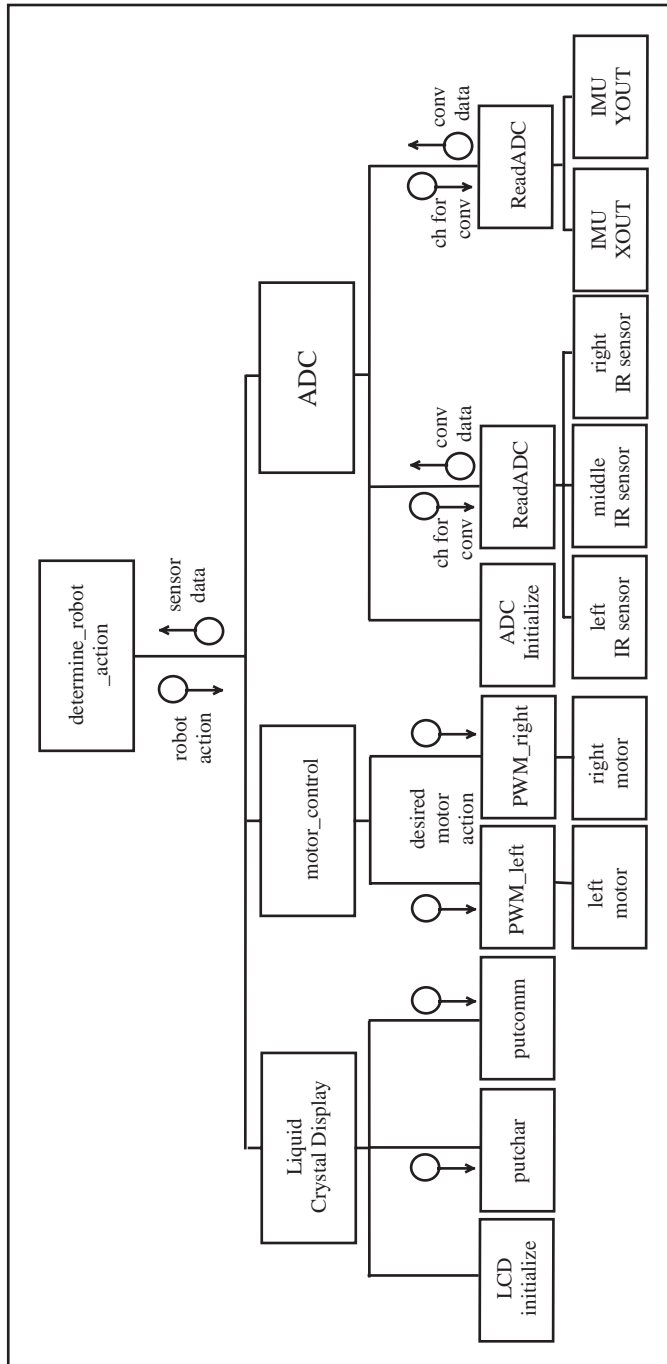 determine_robot
_action
robot
action
sensor
data
Liquid
Crystal Display
motor_control
ADC
desired
motor
action
ch for
conv
conv
data
ch for
conv
conv
data
LCD
initialize
putchar
putcomm
PWM_left
PWM_right
ADC
Initialize
ReadADC
ReadADC
left
motor
right
motor
left
IR sensor
middle
IR sensor
right
IR sensor
IMU
XOUT
IMU
YOUT